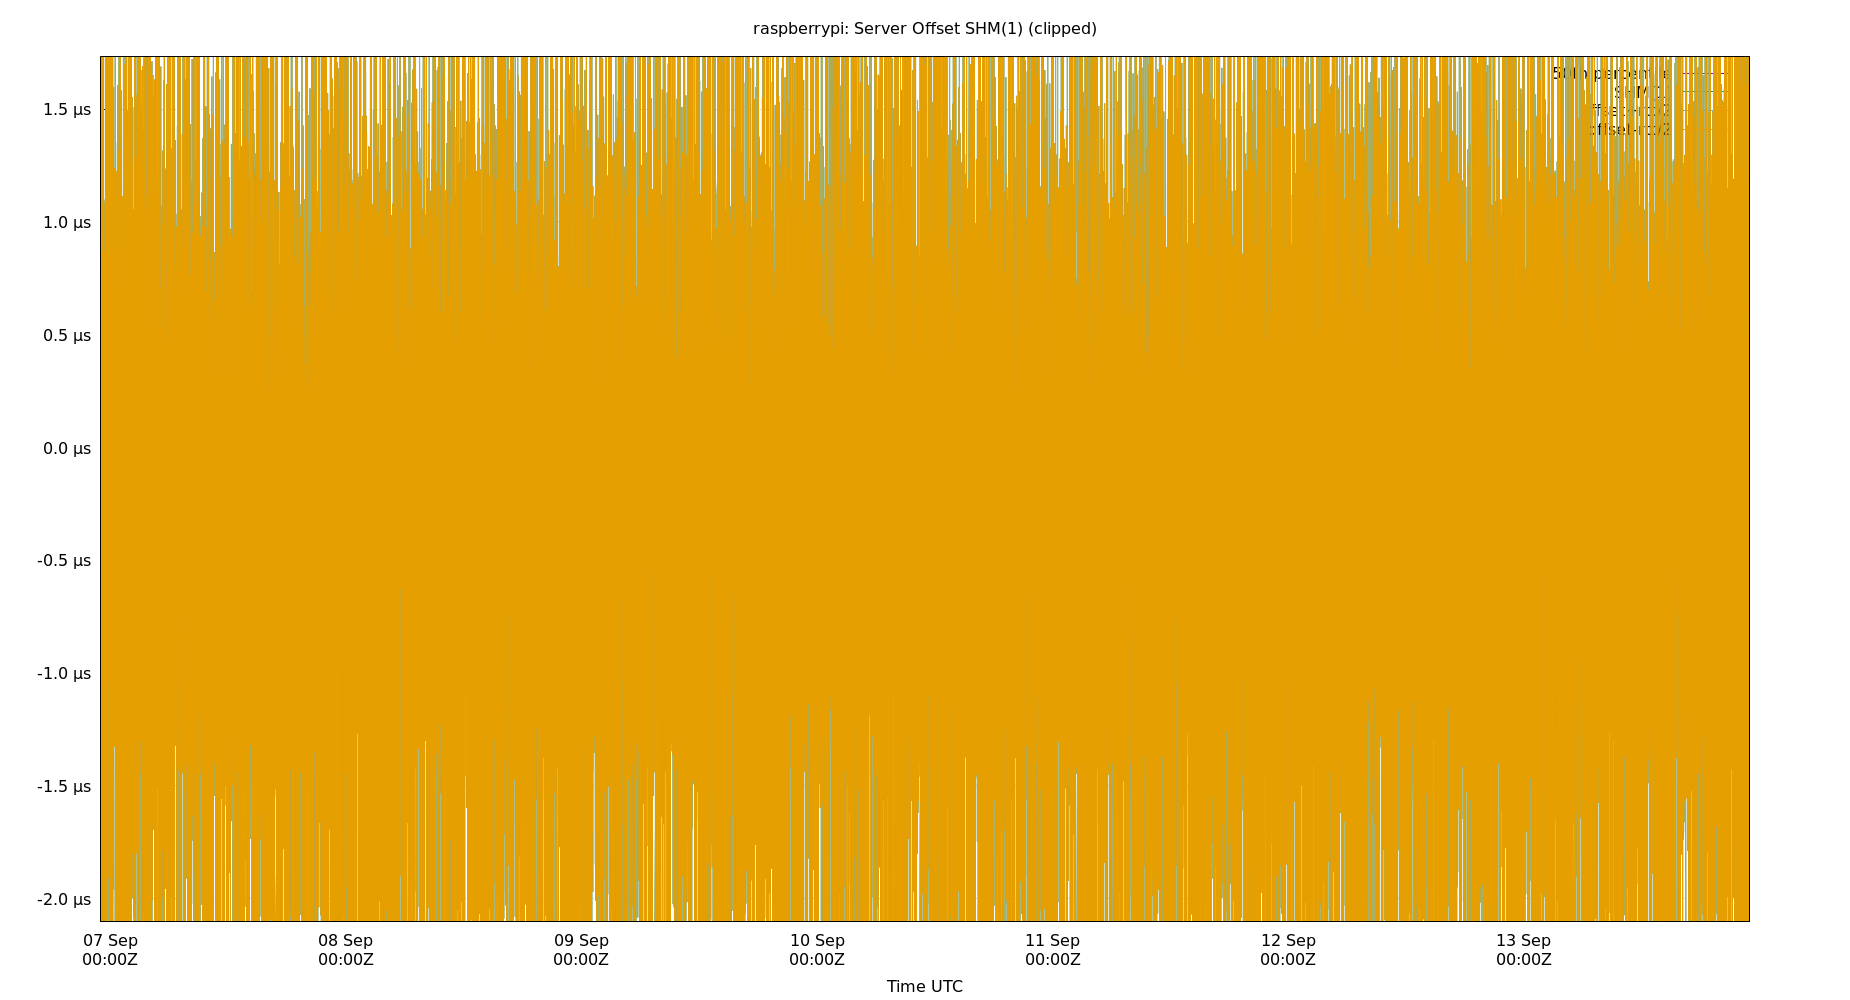 raspberrypi: Server Offset SHM(1) (clipped)
1.5 µs
1.0 µs
0.5 µs
0.0 µs
-0.5 µs
-1.0 µs
-1.5 µs
-2.0 µs
07 Sep 08 Sep 09 Sep 10 Sep 11 Sep 12 Sep 13 Sep
00:00Z 00:00Z 00:00Z 00:00Z 00:00Z 00:00Z 00:00Z
Time UTC